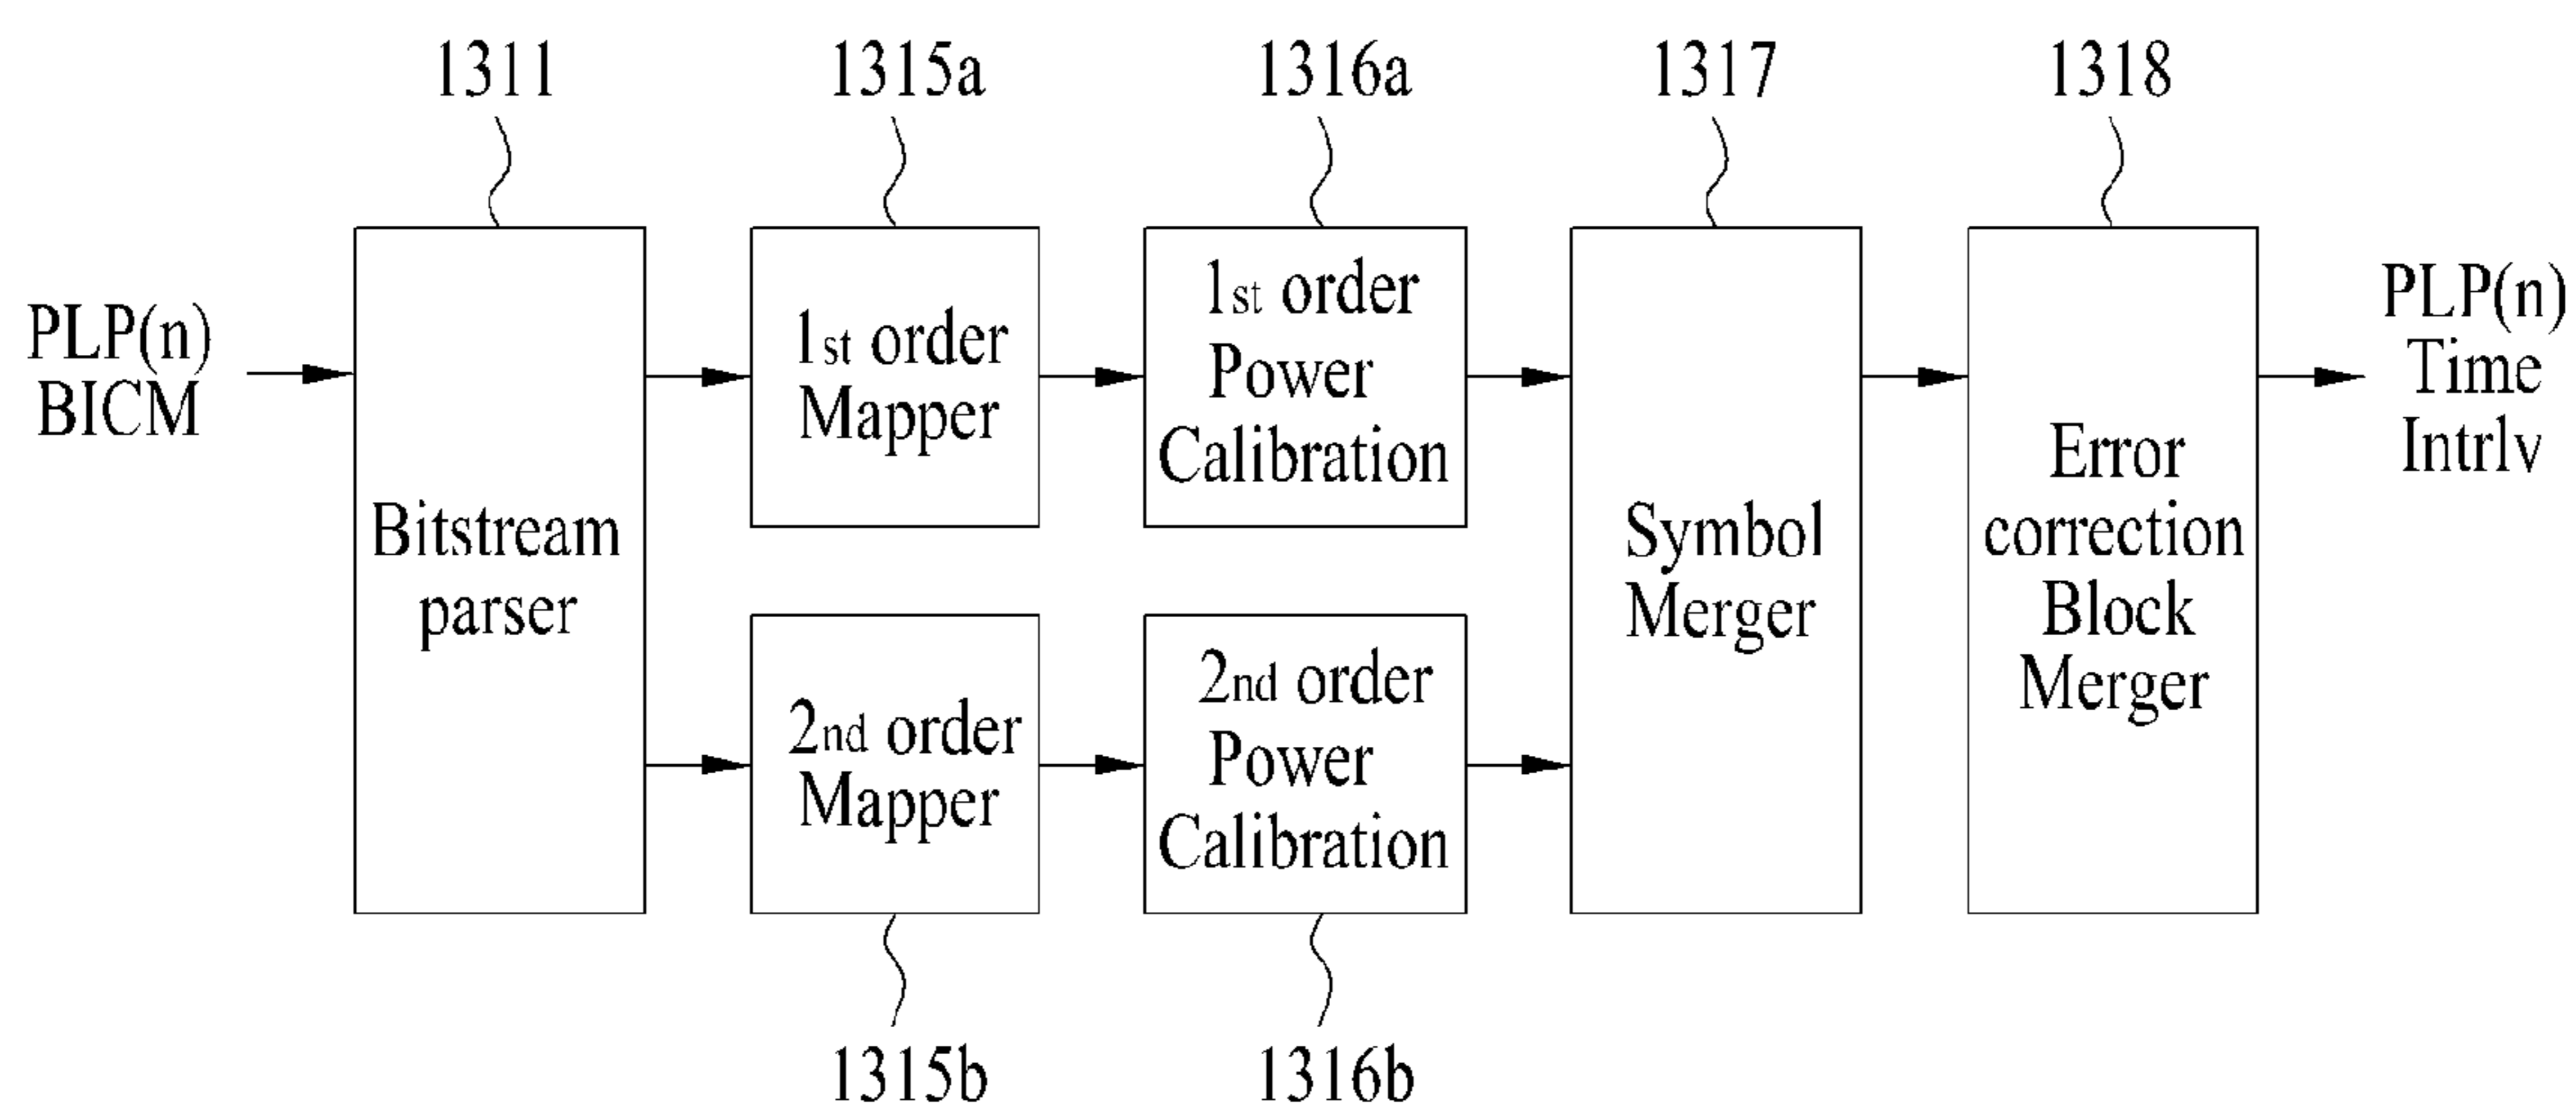 1311
1315a
1316a
1317
1318
PLP(n)
BICM
Bitstream
parser
1st order
Mapper
1st order
Power
Calibration
2nd order
Mapper
2nd order
Power
Calibration
Symbol
Merger
Error
correction
Block
Merger
PLP(n)
Time
Intrlv
1315b
1316b